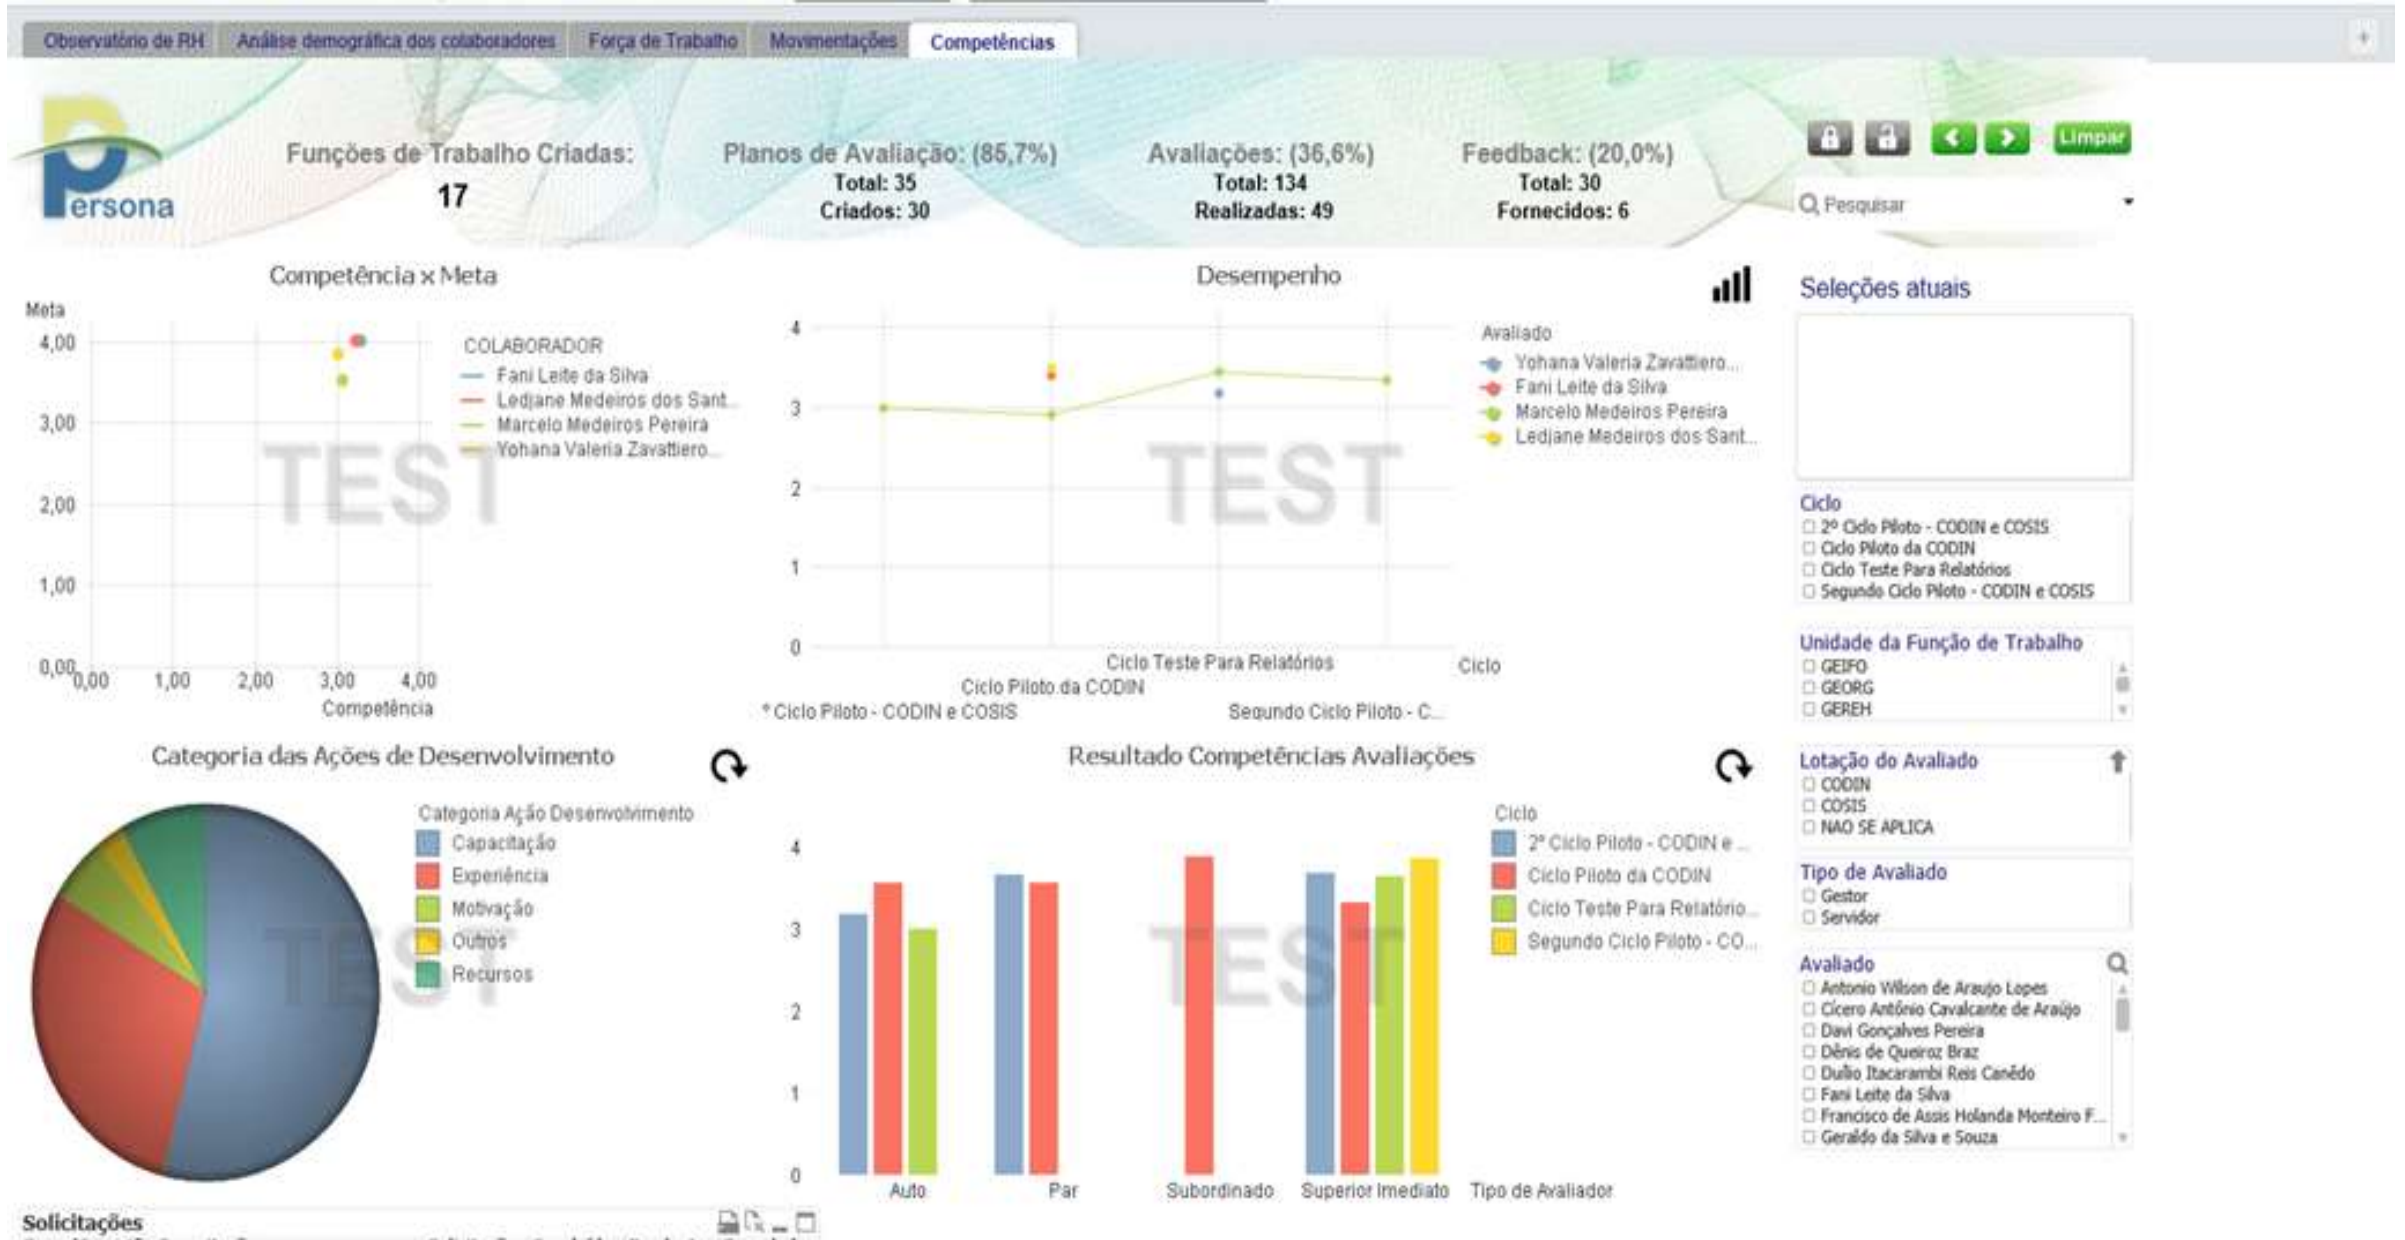 Observatório de RH
Análise demográfica dos colaboradores
Força de Trabalho
Movimentações
Competências
Persona
Funções de Trabalho Criadas:
17
Planos de Avaliação: (85,7%)
Total: 35
Criados: 30
Avaliações: (36,6%)
Total: 134
Realizadas: 49
Feedback: (20,0%)
Total: 30
Fornecidos: 6
Limpar
Pesquisar
Competência x Meta
Meta
4,00
3,00
2,00
1,00
0,00
0,00 1,00 2,00 3,00 4,00
Competência
COLABORADOR
Fani Leite da Silva
Ledjane Medeiros dos Sant...
Marcelo Medeiros Pereira
Yohana Valeria Zavattiero...
TEST
Desempenho
4
3
2
1
0
Ciclo Teste Para Relatórios
Ciclo
Ciclo Piloto da CODIN
º Ciclo Piloto - CODIN e COSIS
Segundo Ciclo Piloto - C...
Avaliado
Yohana Valeria Zavattiero...
Fani Leite da Silva
Marcelo Medeiros Pereira
Ledjane Medeiros dos Sant...
TEST
Seleções atuais
Ciclo
2º Ciclo Piloto - CODIN e COSIS
Ciclo Piloto da CODIN
Ciclo Teste Para Relatórios
Segundo Ciclo Piloto - CODIN e COSIS
Unidade da Função de Trabalho
GEIFO
GEORG
GEREH
Lotação do Avaliado
CODIN
COSIS
NAO SE APLICA
Tipo de Avaliado
Gestor
Servidor
Avaliado
Antonio Wilson de Araujo Lopes
Cícero Antônio Cavalcante de Araújo
Davi Gonçalves Pereira
Dênis de Queiroz Braz
Duílio Itacarambi Reis Canêdo
Fani Leite da Silva
Francisco de Assis Holanda Monteiro F...
Geraldo da Silva e Souza
Categoria das Ações de Desenvolvimento
Categoria Ação Desenvolvimento
Capacitação
Experiência
Motivação
Outros
Recursos
TEST
Resultado Competências Avaliações
4
3
2
1
0
Auto
Par
Subordinado
Superior Imediato
Tipo de Avaliador
Ciclo
2º Ciclo Piloto - CODIN e ...
Ciclo Piloto da CODIN
Ciclo Teste Para Relatório...
Segundo Ciclo Piloto - CO...
TEST
Solicitações